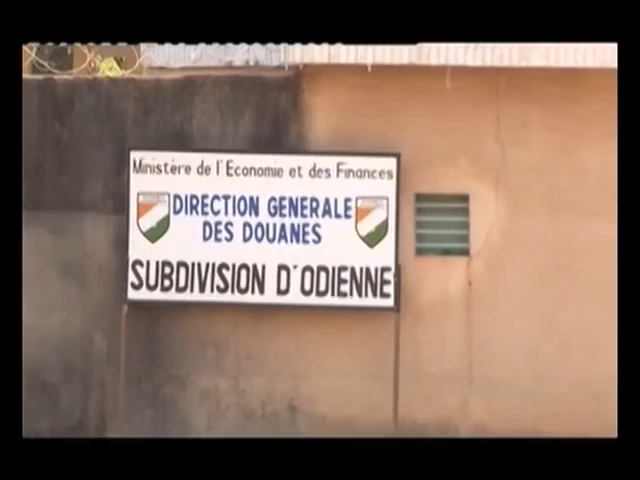 Ministère de l'Economie et des Finances
DIRECTION GENERALE
DES DOUANES
SUBDIVISION D'ODIENNE